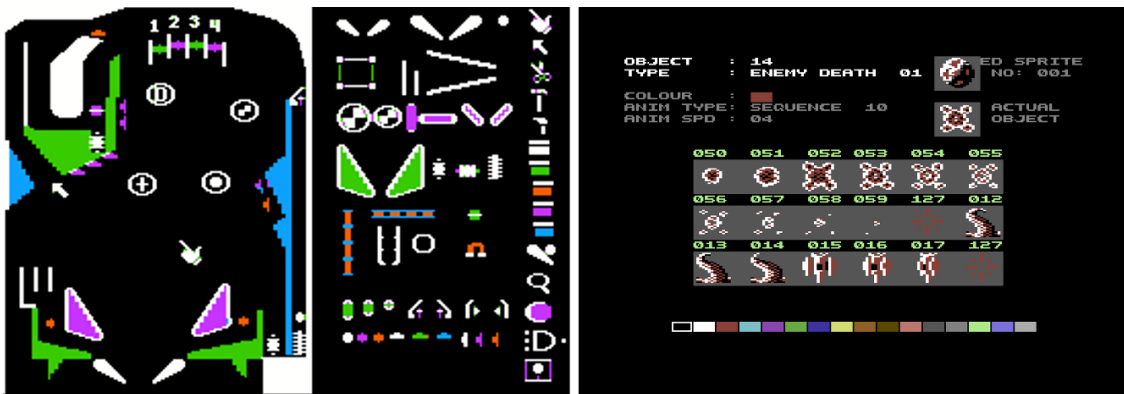 1 2 3 4
D
:D
OBJECT : 14
TYPE : ENEMY DEATH 01
COLOUR :
ANIM TYPE: SEQUENCE 10
ANIM SPD : 04
ED SPRITE
NO: 001
ACTUAL
OBJECT
050 051 052 053 054 055
056 057 058 059 127 012
013 014 015 016 017 127